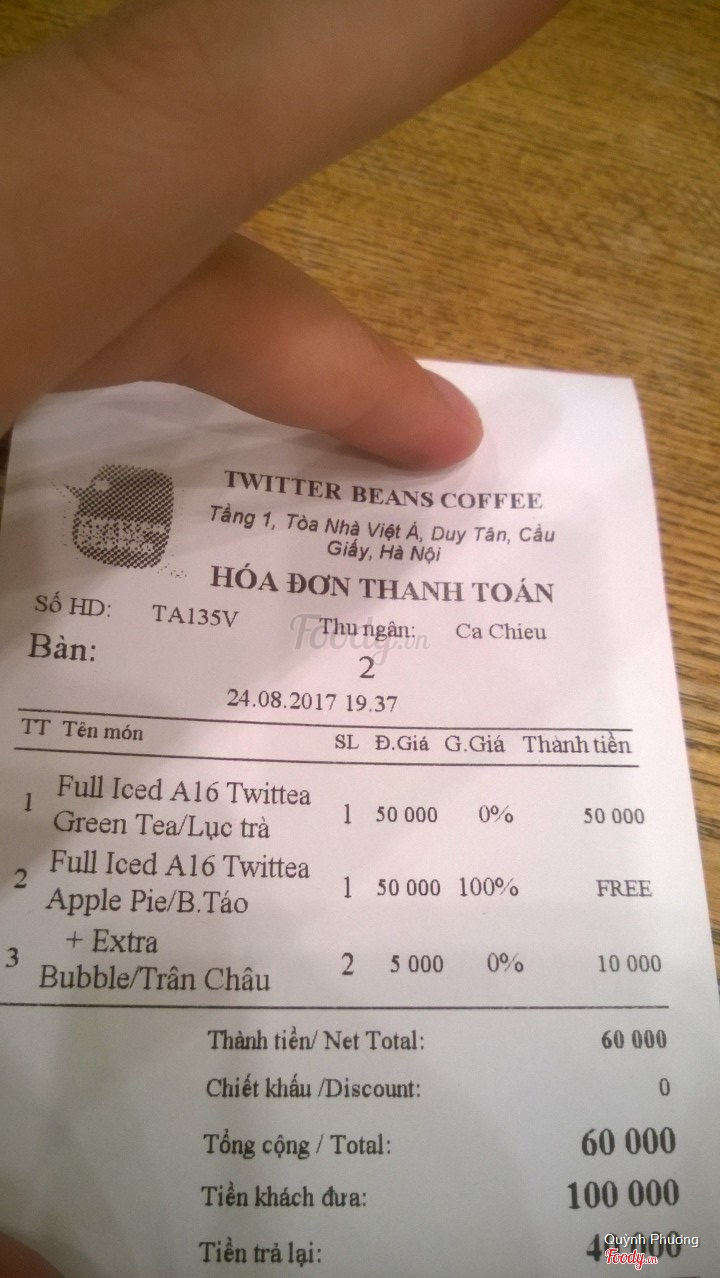 TWITTER BEANS COFFEE
Tầng 1, Tòa Nhà Việt Á, Duy Tân, Cầu
Giấy, Hà Nội
HÓA ĐƠN THANH TOÁN
Số HD: TA135V Thu ngân: Ca Chieu
Foody.vn
Bàn: 2
24.08.2017 19.37
TT Tên món SL Đ.Giá G.Giá Thành tiền
1 Full Iced A16 Twittea
Green Tea/Lục trà 1 50 000 0% 50 000
2 Full Iced A16 Twittea
Apple Pie/B.Táo 1 50 000 100% FREE
3 + Extra
Bubble/Trân Châu 2 5 000 0% 10 000
Thành tiền/ Net Total: 60 000
Chiết khấu /Discount: 0
Tổng cộng / Total: 60 000
Tiền khách đưa: 100 000
Tiền trả lại: 40 000
Quỳnh Phương
Foody.vn